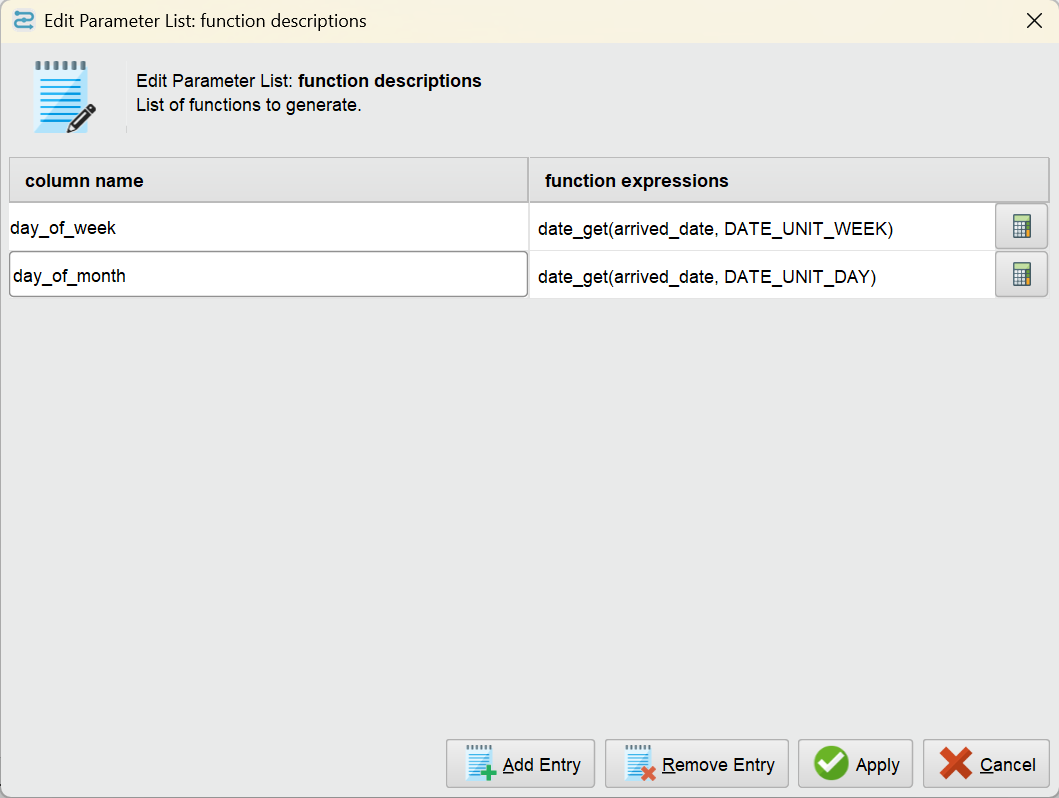 Edit Parameter List: function descriptions
Edit Parameter List: function descriptions
List of functions to generate.
column name function expressions
day_of_week date_get(arrived_date, DATE_UNIT_WEEK)
day_of_month date_get(arrived_date, DATE_UNIT_DAY)
Add Entry Remove Entry Apply Cancel